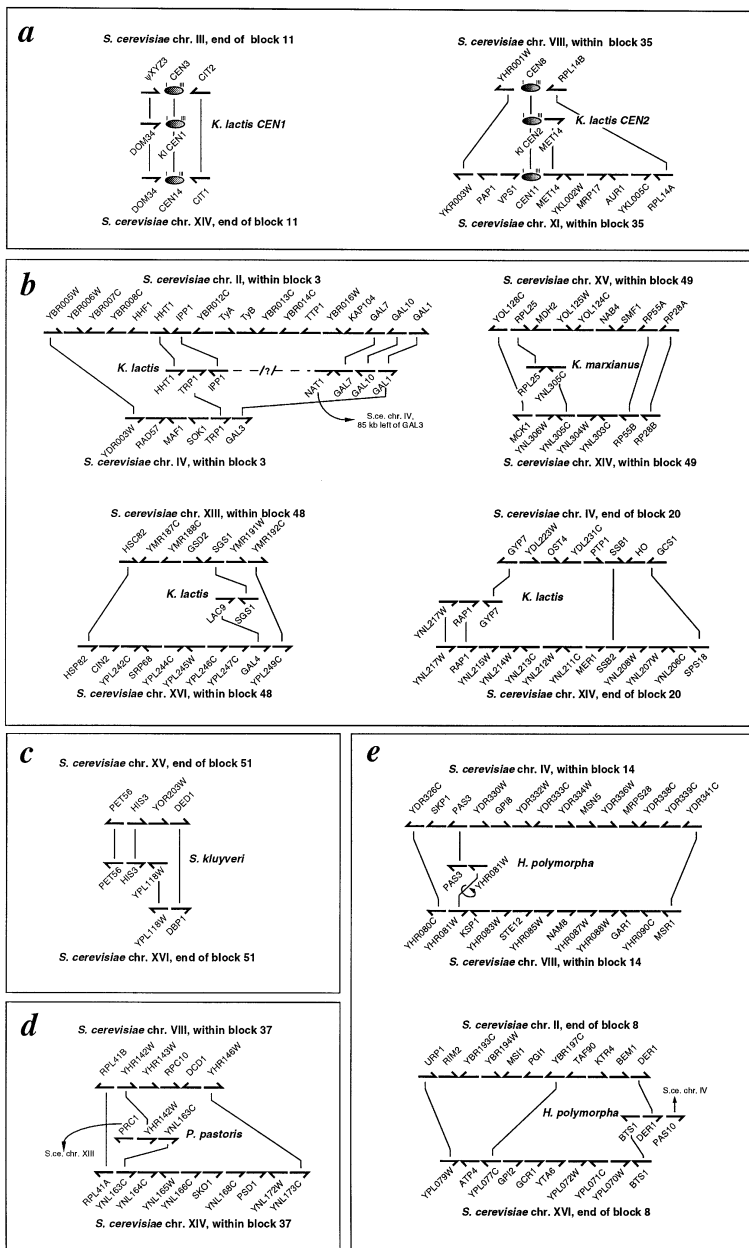 a
S. cerevisiae chr. III, end of block 11
ψXYZ3 CEN3 CIT2
I III
DOM34 KI CEN1
I III
K. lactis CEN1
I III
DOM34 CEN14 CIT1
S. cerevisiae chr. XIV, end of block 11
S. cerevisiae chr. VIII, within block 35
YHR001W CEN8 RPL14B
I III
K. lactis CEN2
I III
KI CEN2 MET14
I III
YKR003W PAP1 VPS1 CEN11 MET14 YKL002W MRP17 AUR1 YKL005C RPL14A
S. cerevisiae chr. XI, within block 35
b
S. cerevisiae chr. II, within block 3
YBR005W YBR006W YBR007C YBR008C HHF1 HHT1 IPP1 YBR012C TyA TyB YBR013C YBR014C TTP1 YBR016W KAP104 GAL7 GAL10 GAL1
K. lactis
/?/
HHT1 TRP1 IPP1 NAT1 GAL7 GAL10 GAL1
S.ce. chr. IV,
85 kb left of GAL3
YDR003W RAD57 MAF1 SOK1 TRP1 GAL3
S. cerevisiae chr. IV, within block 3
S. cerevisiae chr. XV, within block 49
YOL128C RPL25 MDH2 YOL125W YOL124C NAB4 SMF1 RP55A RP28A
K. marxianus
RPL25 YNL305C
MCK1 YNL306W YNL305C YNL304W YNL303C RP55B RP28B
S. cerevisiae chr. XIV, within block 49
S. cerevisiae chr. XIII, within block 48
HSC82 YMR187C YMR188C GSD2 SGS1 YMR191W YMR192C
K. lactis
LAC9 SGS1
HSP82 CIN2 YPL242C SRP68 YPL244C YPL245W YPL246C YPL247C GAL4 YPL249C
S. cerevisiae chr. XVI, within block 48
S. cerevisiae chr. IV, end of block 20
GYP7 YDL223W OST4 YDL231C PTP1 SSB1 HO GCS1
K. lactis
YNL217W RAP1 GYP7
YNL217W RAP1 YNL215W YNL214W YNL213C YNL212W YNL211C MER1 SSB2 YNL208W YNL207W YNL206C SPS18
S. cerevisiae chr. XIV, end of block 20
c
S. cerevisiae chr. XV, end of block 51
PET56 HIS3 YOR203W DED1
S. kluyveri
PET56 HIS3 YPL118W
YPL118W DBP1
S. cerevisiae chr. XVI, end of block 51
d
S. cerevisiae chr. VIII, within block 37
RPL41B YHR142W YHR143W RPC10 DCD1 YHR146W
PRC1 YHR142W YNL163C
P. pastoris
S.ce. chr. XIII
RPL41A YNL163C YNL164C YNL165W YNL166C SKO1 YNL168C PSD1 YNL172W YNL173C
S. cerevisiae chr. XIV, within block 37
e
S. cerevisiae chr. IV, within block 14
YDR326C SKP1 PAS3 YDR330W GPI8 YDR332W YDR333C YDR334W MSN5 YDR336W MRPS28 YDR338C YDR339C YDR341C
H. polymorpha
PAS3 YHR081W
YHR080C YHR081W KSP1 YHR083W STE12 YHR085W NAM8 YHR087W YHR088W GAR1 YHR090C MSR1
S. cerevisiae chr. VIII, within block 14
S. cerevisiae chr. II, end of block 8
URP1 RIM2 YBR193C YBR194W MSI1 PGI1 YBR197C TAF90 KTR4 BEM1 DER1
S.ce. chr. IV
H. polymorpha
BTS1 DER1 PAS10
YPL079W ATP4 YPL077C GPI2 GCR1 YTA6 YPL072W YPL071C YPL070W BTS1
S. cerevisiae chr. XVI, end of block 8